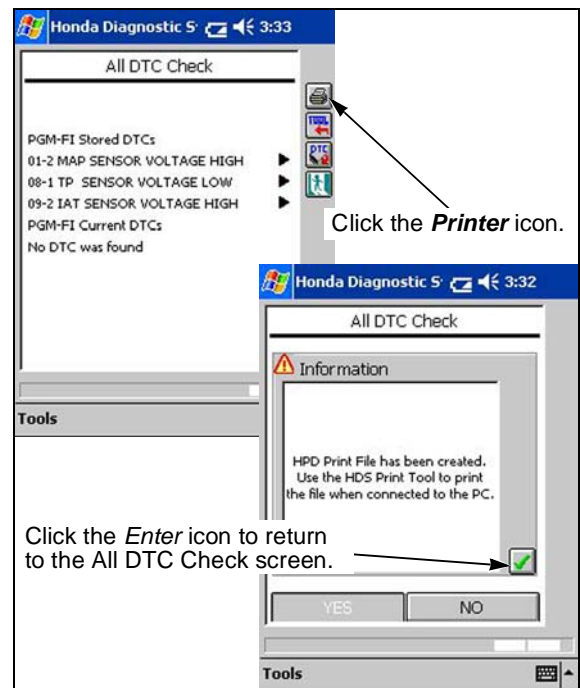 Honda Diagnostic S 3:33
All DTC Check
PGM-FI Stored DTCs
01-2 MAP SENSOR VOLTAGE HIGH
08-1 TP SENSOR VOLTAGE LOW
09-2 IAT SENSOR VOLTAGE HIGH
PGM-FI Current DTCs
No DTC was found
TOOL
DTC
Click the Printer icon.
Tools
Honda Diagnostic S 3:32
All DTC Check
Information
HPD Print File has been created.
Use the HDS Print Tool to print
the file when connected to the PC.
Click the Enter icon to return
to the All DTC Check screen.
YES NO
Tools